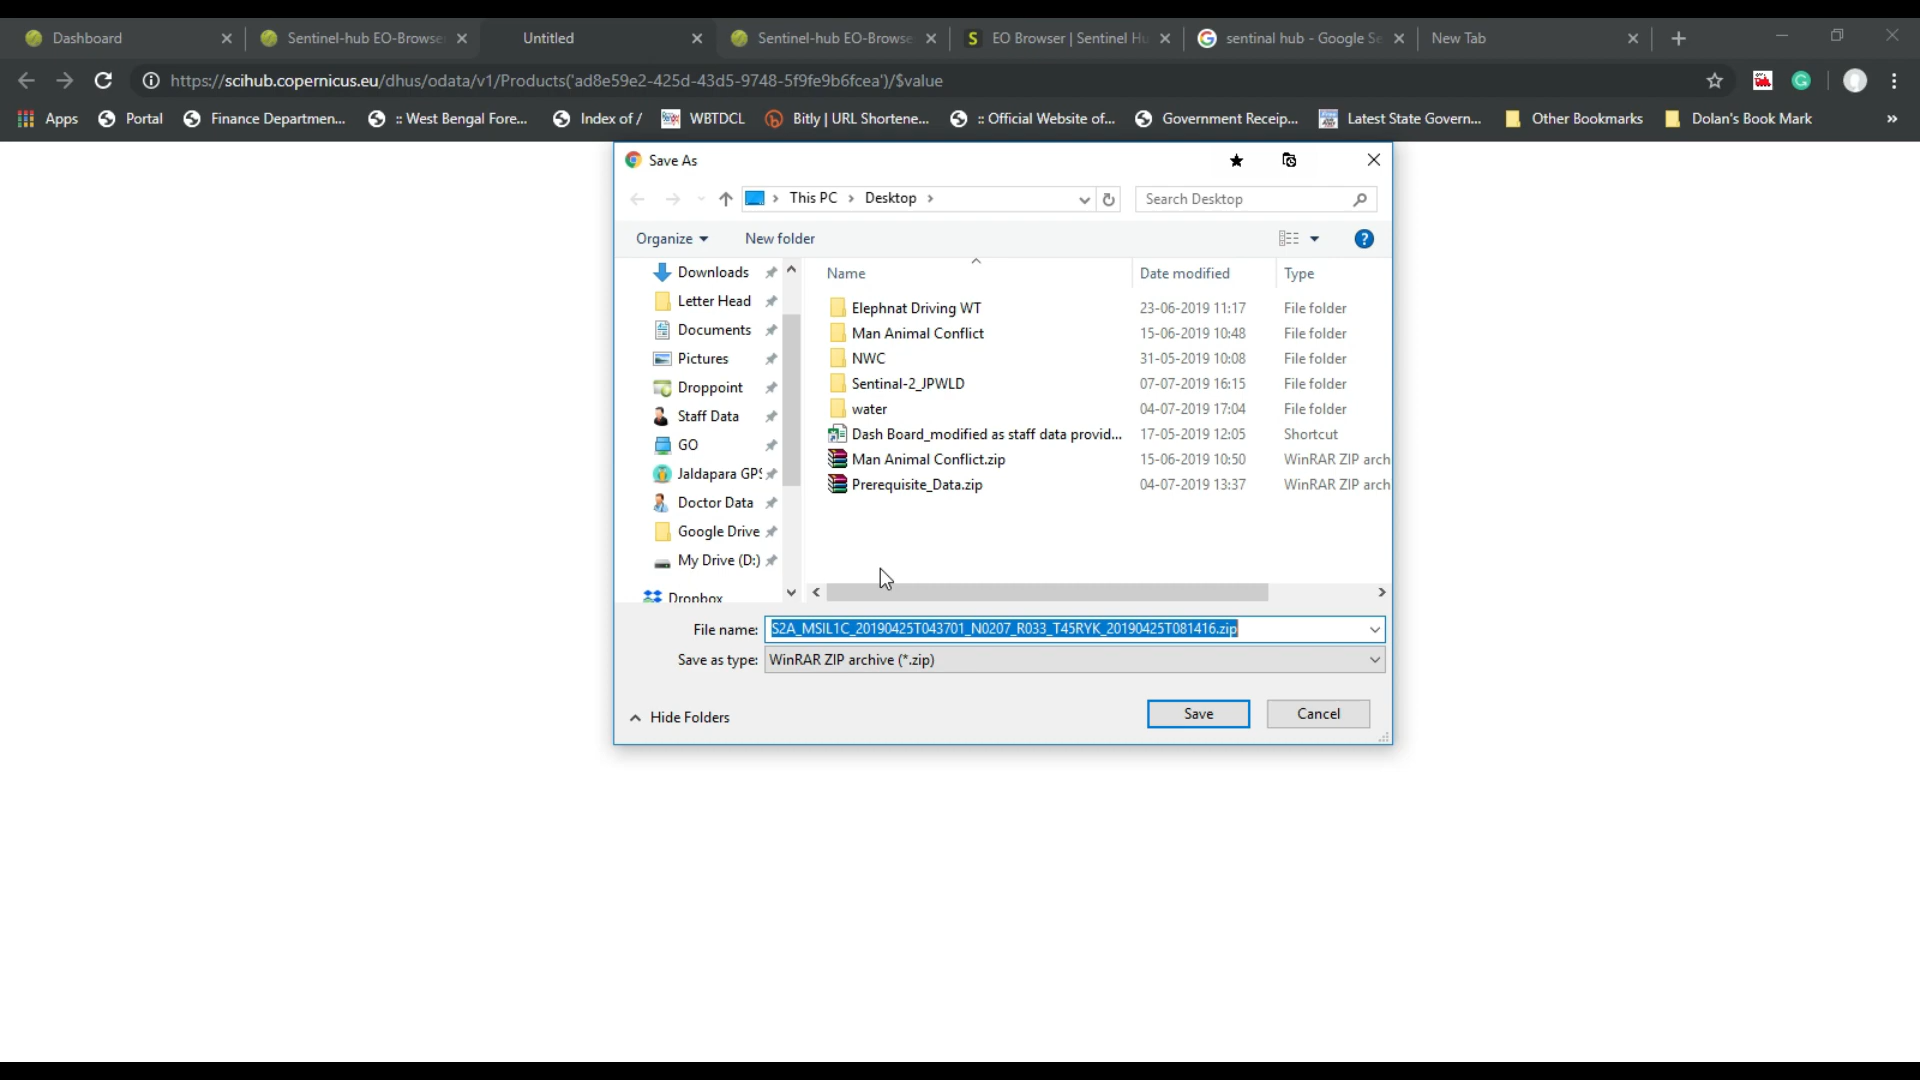 Dashboard
Sentinel-hub EO-Browse
Untitled
Sentinel-hub EO-Browse
EO Browser | Sentinel Hu
sentinal hub - Google Se
New Tab
https://scihub.copernicus.eu/dhus/odata/v1/Products('ad8e59e2-425d-43d5-9748-5f9fe9b6fcea')/$value
Apps
Portal
Finance Departmen...
:: West Bengal Fore...
Index of /
WBTDCL
Bitly | URL Shortene...
:: Official Website of...
Government Receip...
Latest State Govern...
Other Bookmarks
Dolan's Book Mark
»
Save As
This PC > Desktop >
Search Desktop
Organize
New folder
Downloads
Letter Head
Documents
Pictures
Droppoint
Staff Data
GO
Jaldapara GPS
Doctor Data
Google Drive
My Drive (D:)
Dropbox
Name Date modified Type
Elephnat Driving WT 23-06-2019 11:17 File folder
Man Animal Conflict 15-06-2019 10:48 File folder
NWC 31-05-2019 10:08 File folder
Sentinal-2_JPWLD 07-07-2019 16:15 File folder
water 04-07-2019 17:04 File folder
Dash Board_modified as staff data provid... 17-05-2019 12:05 Shortcut
Man Animal Conflict.zip 15-06-2019 10:50 WinRAR ZIP arch
Prerequisite_Data.zip 04-07-2019 13:37 WinRAR ZIP arch
File name: S2A_MSIL1C_20190425T043701_N0207_R033_T45RYK_20190425T081416.zip
Save as type: WinRAR ZIP archive (*.zip)
Hide Folders
Save
Cancel